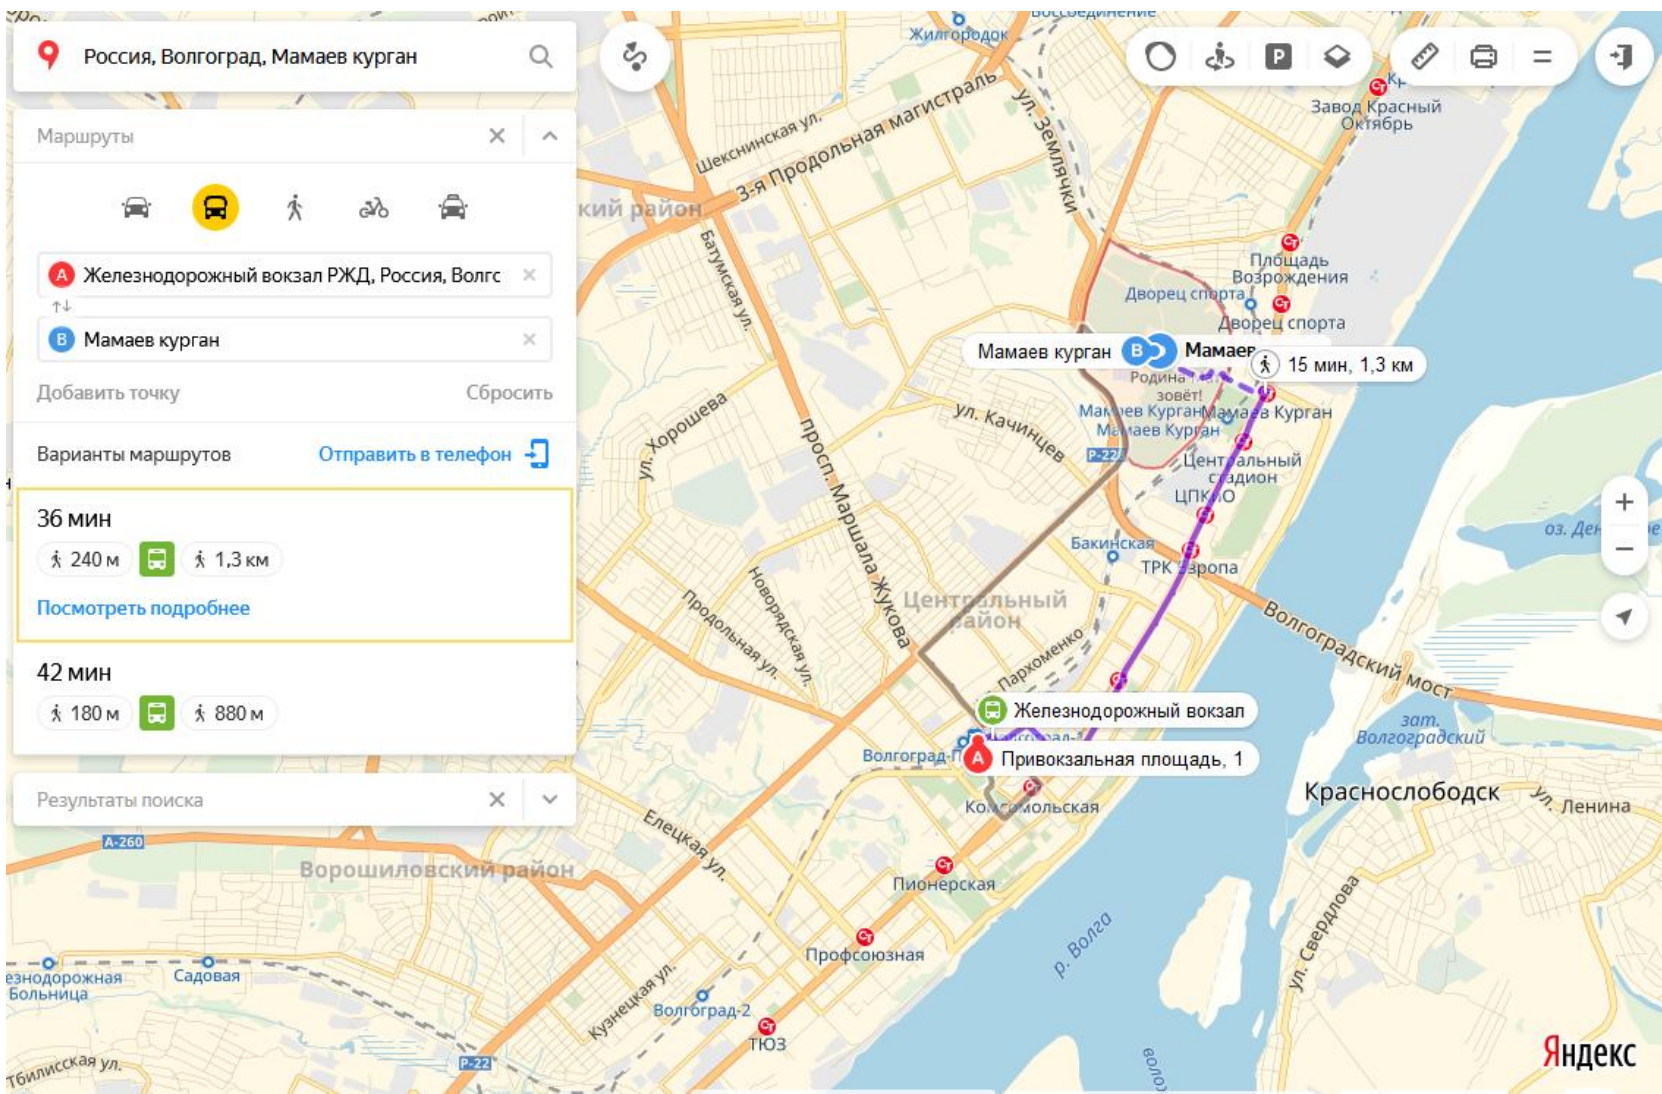 Россия, Волгоград, Мамаев курган
Маршруты
A Железнодорожный вокзал РЖД, Россия, Волгс
B Мамаев курган
Добавить точку
Сбросить
Варианты маршрутов
Отправить в телефон
36 мин
240 м
1,3 км
Посмотреть подробнее
42 мин
180 м
880 м
Результаты поиска
Жилгородок
P
Завод Красный
Октябрь
Шекснинская ул.
3-я Продольная магистраль
ул. Землячки
кий район
Батумская ул.
Площадь
Возрождения
Дворец спорта
Дворец спорта
Мамаев курган
B
Мамаев
15 мин, 1,3 км
Родина
зовёт!
Мамаев Курган
Мамаев Курган
Мамаев Курган
ул. Хорошева
ул. Качинцев
Центральный
стадион
ЦПКиО
просп. Маршала Жукова
Бакинская
ТРК Европа
Новорядская ул.
Продольная ул.
Центральный
район
Пархоменко
Волгоградский мост
зат.
Волгоградский
Железнодорожный вокзал
A Привокзальная площадь, 1
Комсомольская
Краснослободск
ул. Ленина
А-260
Елецкая ул.
Ворошиловский район
Пионерская
р. Волга
ул. Свердлова
Профсоюзная
Садовая
Больница
Кузнецкая ул.
Волгоград-2
ТЮЗ
Р-22
Тбилисская ул.
Яндекс